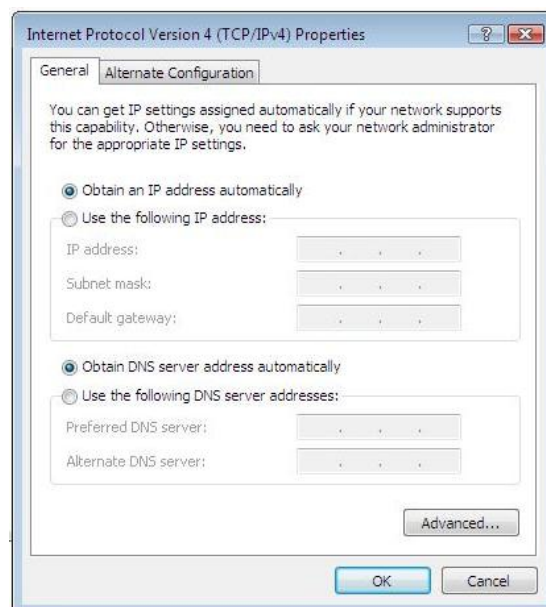 Internet Protocol Version 4 (TCP/IPv4) Properties
General
Alternate Configuration
You can get IP settings assigned automatically if your network supports
this capability. Otherwise, you need to ask your network administrator
for the appropriate IP settings.
Obtain an IP address automatically
Use the following IP address:
IP address:
Subnet mask:
Default gateway:
Obtain DNS server address automatically
Use the following DNS server addresses:
Preferred DNS server:
Alternate DNS server:
Advanced...
OK
Cancel